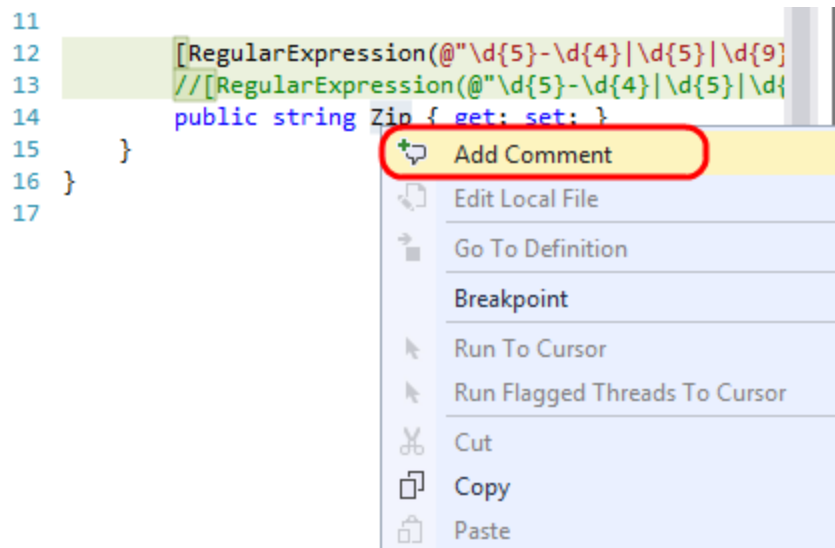 11
12 [RegularExpression(@"\d{5}-\d{4}|\d{5}|\d{9}
13 //[RegularExpression(@"\d{5}-\d{4}|\d{5}|\d{
14 public string Zip { get; set; }
15 }
16 }
17
Add Comment
Edit Local File
Go To Definition
Breakpoint
Run To Cursor
Run Flagged Threads To Cursor
Cut
Copy
Paste